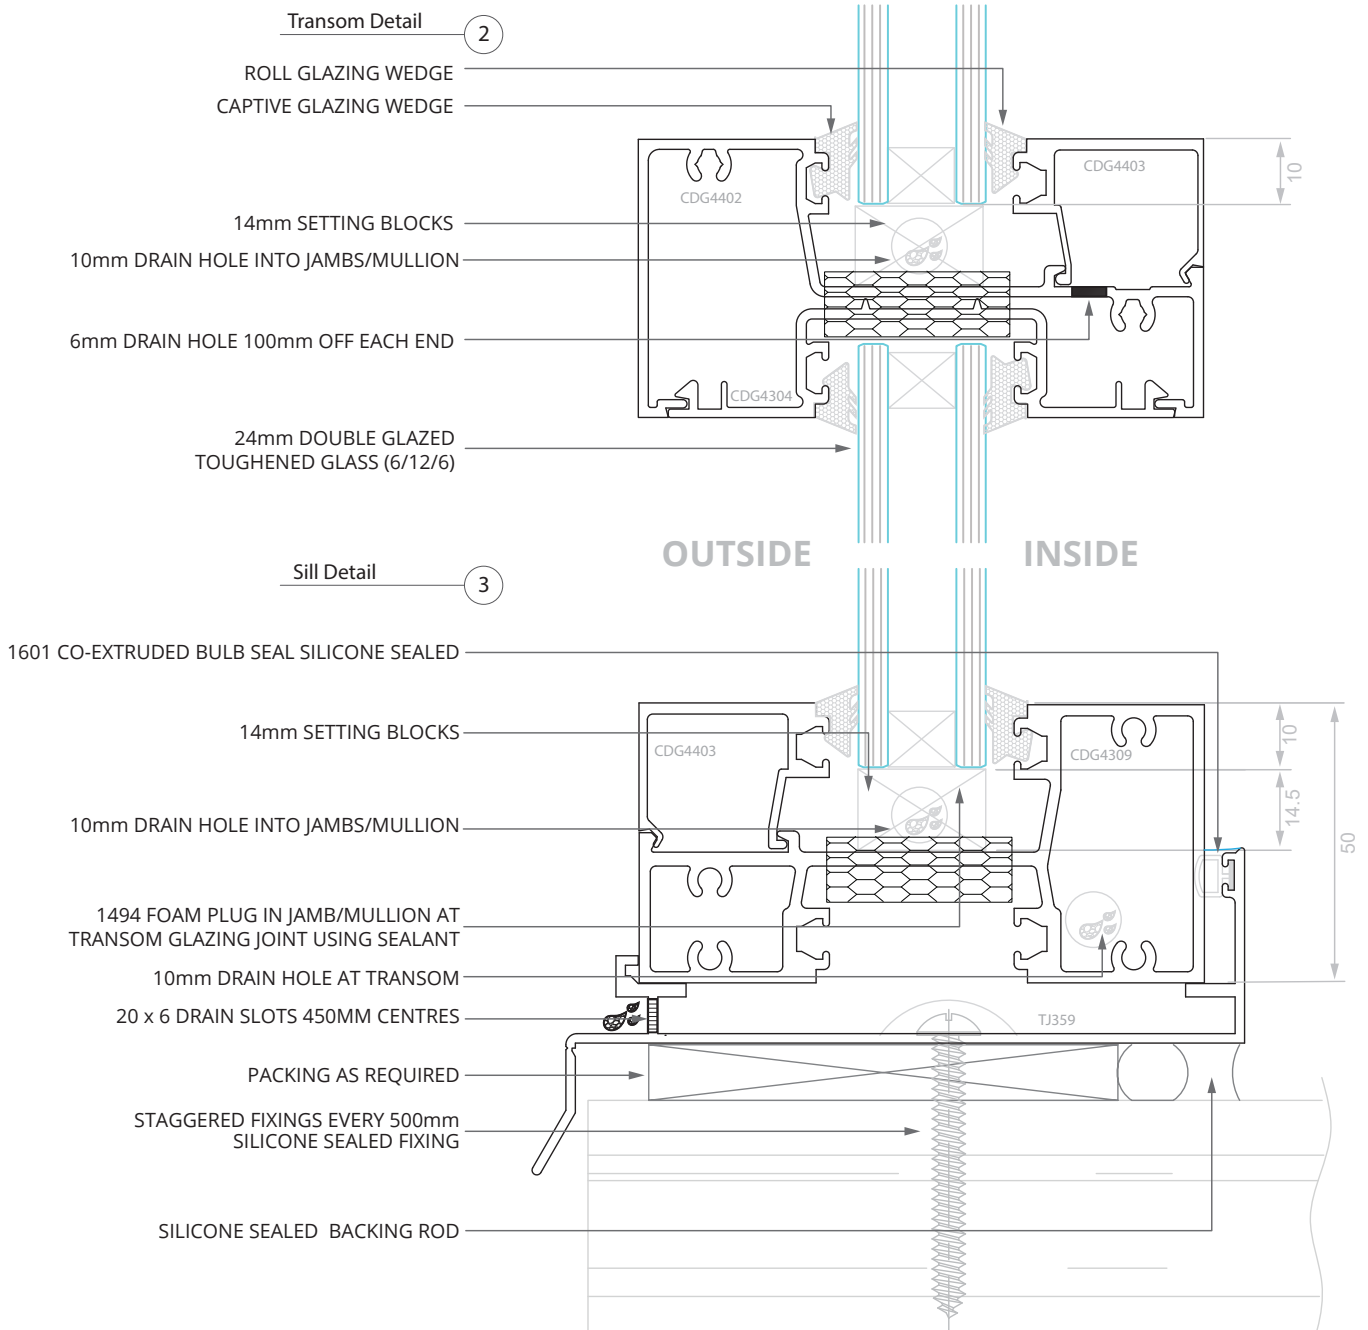 Transom Detail
2
ROLL GLAZING WEDGE
CAPTIVE GLAZING WEDGE
CDG4402
CDG4403
10
14mm SETTING BLOCKS
10mm DRAIN HOLE INTO JAMBS/MULLION
6mm DRAIN HOLE 100mm OFF EACH END
CDG4304
24mm DOUBLE GLAZED
TOUGHENED GLASS (6/12/6)
OUTSIDE
INSIDE
Sill Detail
3
1601 CO-EXTRUDED BULB SEAL SILICONE SEALED
14mm SETTING BLOCKS
CDG4403
CDG4309
10
14.5
50
10mm DRAIN HOLE INTO JAMBS/MULLION
1494 FOAM PLUG IN JAMB/MULLION AT
TRANSOM GLAZING JOINT USING SEALANT
10mm DRAIN HOLE AT TRANSOM
20 x 6 DRAIN SLOTS 450MM CENTRES
TJ359
PACKING AS REQUIRED
STAGGERED FIXINGS EVERY 500mm
SILICONE SEALED FIXING
SILICONE SEALED BACKING ROD